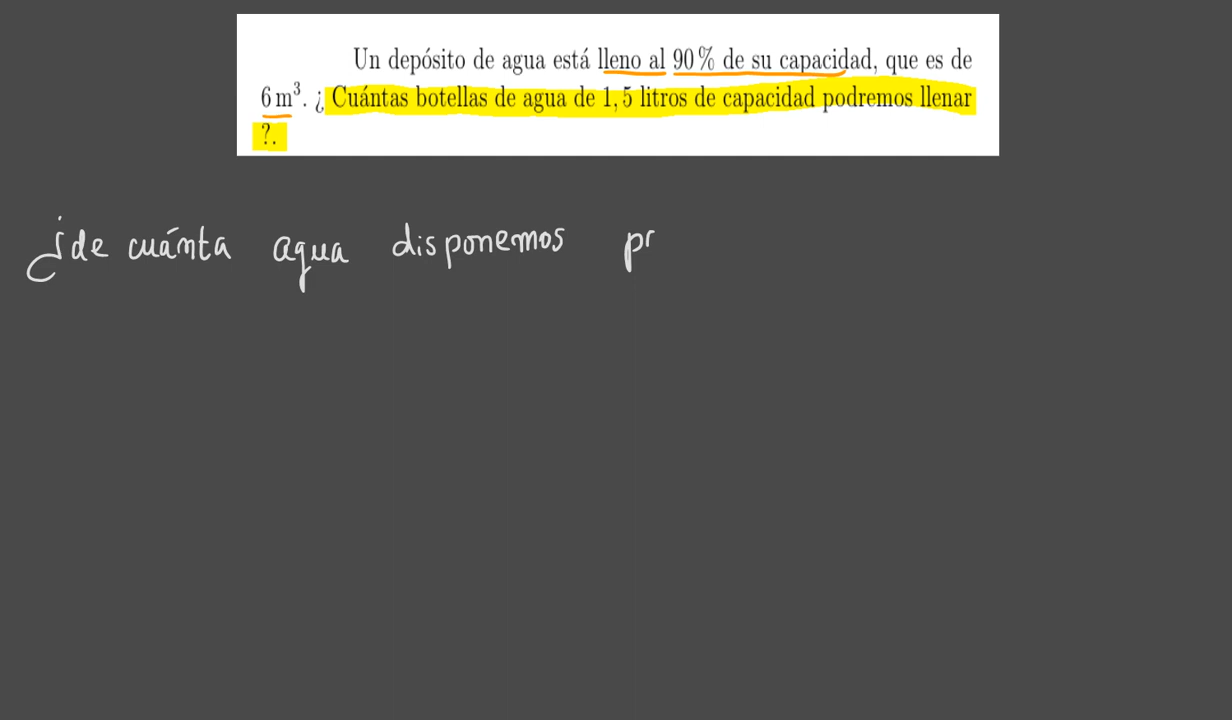 Un depósito de agua está lleno al 90 % de su capacidad, que es de
6 m³. ¿ Cuántas botellas de agua de 1, 5 litros de capacidad podremos llenar
?.
¿de cuánta agua disponemos pr